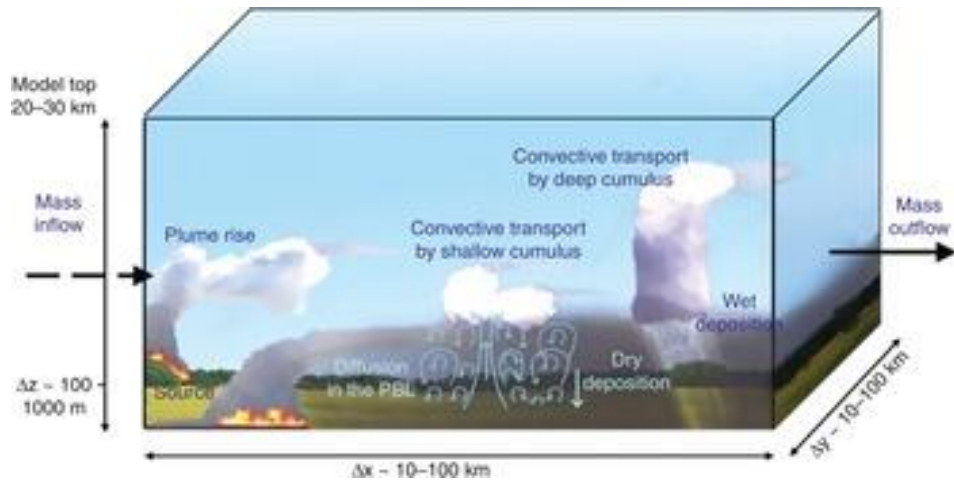 Model top
20–30 km
Mass
inflow
Plume rise
Convective transport
by shallow cumulus
Convective transport
by deep cumulus
Mass
outflow
Wet
deposition
Dry
deposition
Diffusion
in the PBL
Source
Δz ~ 100
1000 m
Δx ~ 10–100 km
Δy ~ 10–100 km